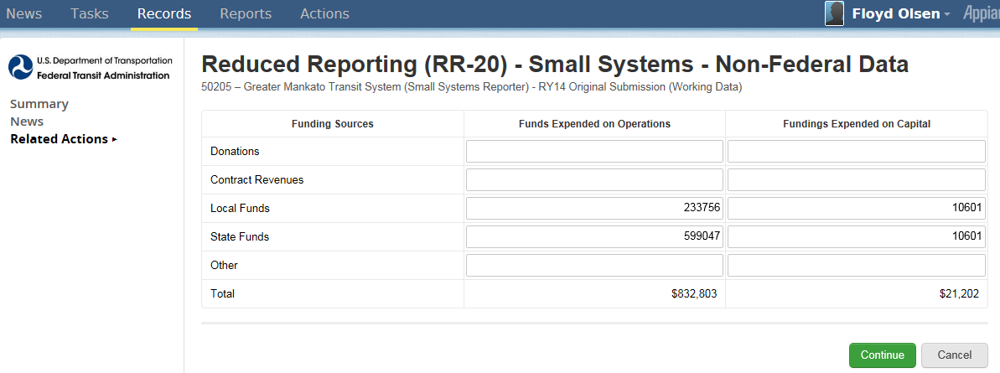 News Tasks Records Reports Actions Floyd Olsen Appian
U.S. Department of Transportation
Federal Transit Administration
Summary
News
Related Actions
Reduced Reporting (RR-20) - Small Systems - Non-Federal Data
50205 – Greater Mankato Transit System (Small Systems Reporter) - RY14 Original Submission (Working Data)
Funding Sources Funds Expended on Operations Fundings Expended on Capital
Donations
Contract Revenues
Local Funds 233756 10601
State Funds 599047 10601
Other
Total $832,803 $21,202
Continue Cancel